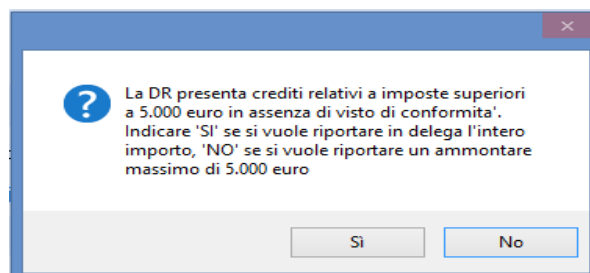 La DR presenta crediti relativi a imposte superiori
a 5.000 euro in assenza di visto di conformita'.
Indicare 'SI' se si vuole riportare in delega l'intero
importo, 'NO' se si vuole riportare un ammontare
massimo di 5.000 euro
Sì
No